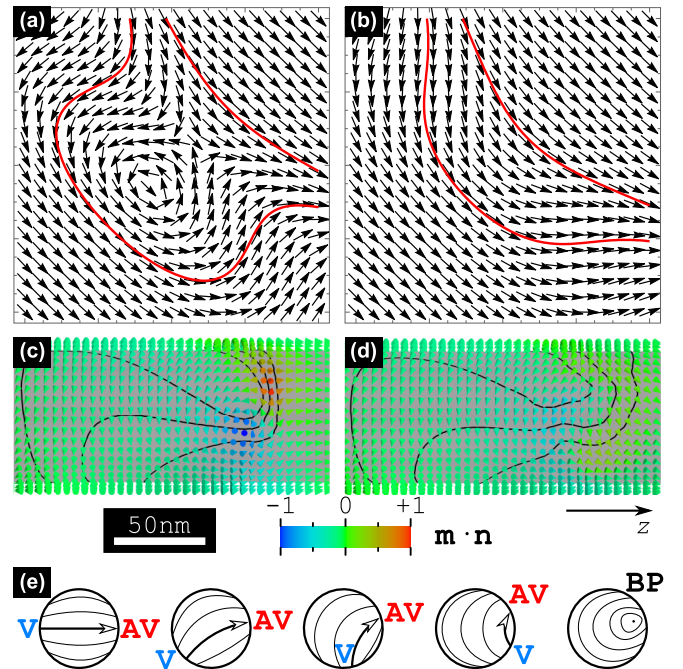 (a) (b)
(c) (d)
50nm
-1 0 +1
m·n
z
(e)
V AV V AV V AV V AV BP